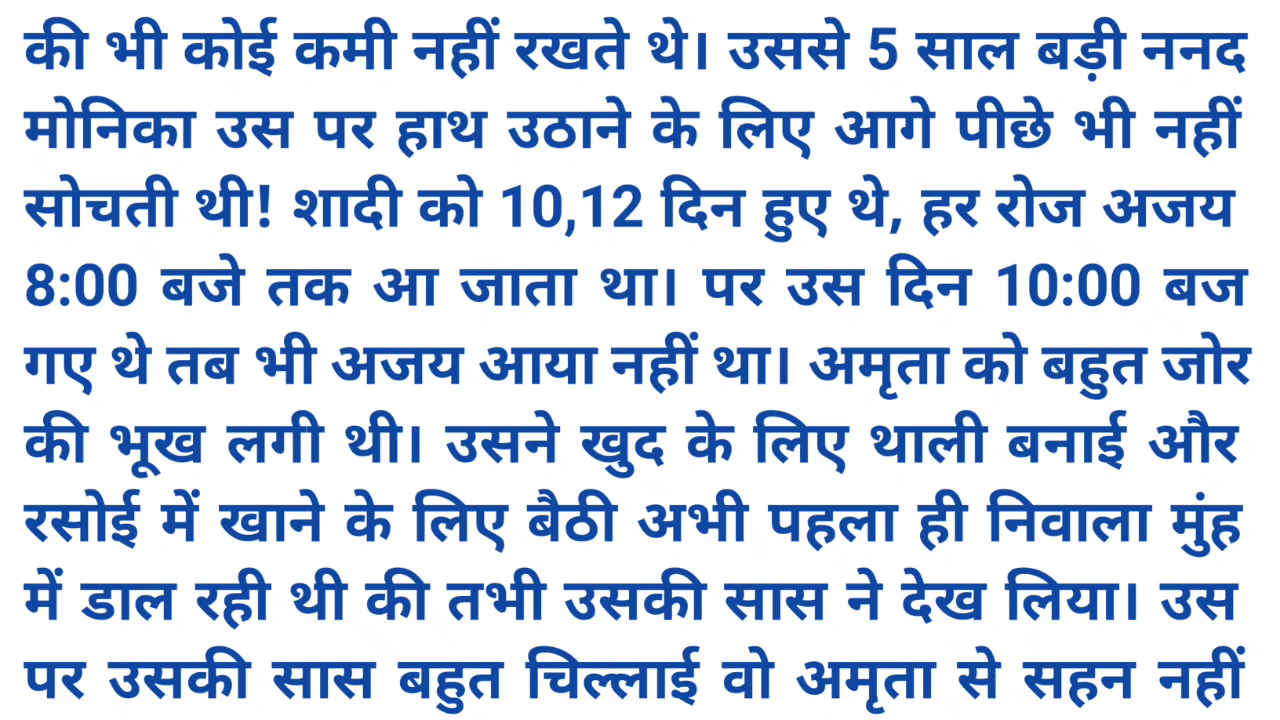 की भी कोई कमी नहीं रखते थे। उससे 5 साल बड़ी ननद
मोनिका उस पर हाथ उठाने के लिए आगे पीछे भी नहीं
सोचती थी! शादी को 10,12 दिन हुए थे, हर रोज अजय
8:00 बजे तक आ जाता था। पर उस दिन 10:00 बज
गए थे तब भी अजय आया नहीं था। अमृता को बहुत जोर
की भूख लगी थी। उसने खुद के लिए थाली बनाई और
रसोई में खाने के लिए बैठी अभी पहला ही निवाला मुंह
में डाल रही थी की तभी उसकी सास ने देख लिया। उस
पर उसकी सास बहुत चिल्लाई वो अमृता से सहन नहीं